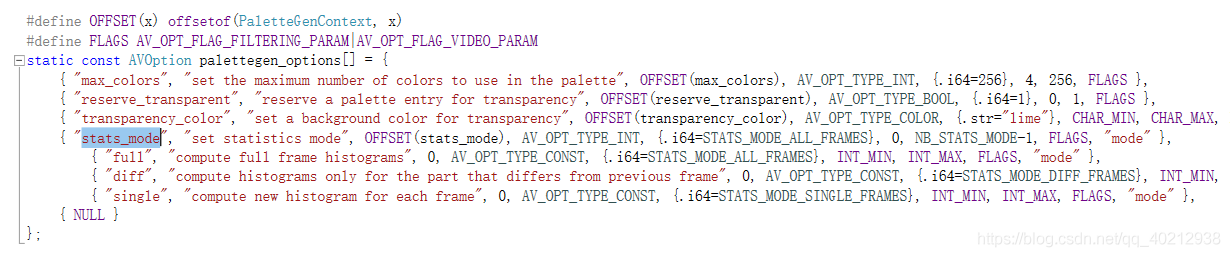 #define OFFSET(x) offsetof(PaletteGenContext, x)
#define FLAGS AV_OPT_FLAG_FILTERING_PARAM|AV_OPT_FLAG_VIDEO_PARAM
static const AVOption palettegen_options[] = {
{ "max_colors", "set the maximum number of colors to use in the palette", OFFSET(max_colors), AV_OPT_TYPE_INT, {.i64=256}, 4, 256, FLAGS },
{ "reserve_transparent", "reserve a palette entry for transparency", OFFSET(reserve_transparent), AV_OPT_TYPE_BOOL, {.i64=1}, 0, 1, FLAGS },
{ "transparency_color", "set a background color for transparency", OFFSET(transparency_color), AV_OPT_TYPE_COLOR, {.str="lime"}, CHAR_MIN, CHAR_MAX,
{ "stats_mode", "set statistics mode", OFFSET(stats_mode), AV_OPT_TYPE_INT, {.i64=STATS_MODE_ALL_FRAMES}, 0, NB_STATS_MODE-1, FLAGS, "mode" },
{ "full", "compute full frame histograms", 0, AV_OPT_TYPE_CONST, {.i64=STATS_MODE_ALL_FRAMES}, INT_MIN, INT_MAX, FLAGS, "mode" },
{ "diff", "compute histograms only for the part that differs from previous frame", 0, AV_OPT_TYPE_CONST, {.i64=STATS_MODE_DIFF_FRAMES}, INT_MIN,
{ "single", "compute new histogram for each frame", 0, AV_OPT_TYPE_CONST, {.i64=STATS_MODE_SINGLE_FRAMES}, INT_MIN, INT_MAX, FLAGS, "mode" },
{ NULL }
};
https://blog.csdn.net/qq_40212938